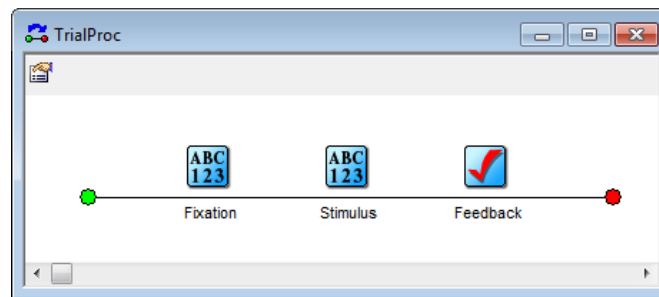 TrialProc
ABC 123
ABC 123
Fixation
Stimulus
Feedback